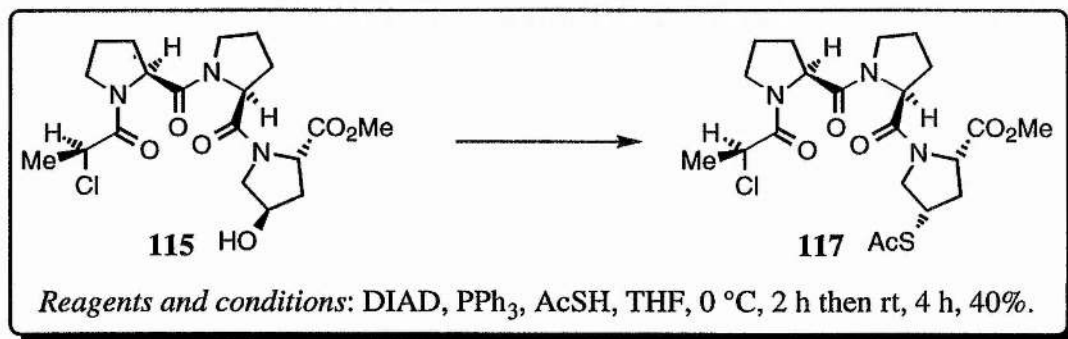 H
N
N
H
O
O
H
O
N
CO₂Me
Me
Cl
HO
115
H
N
N
H
O
O
H
O
N
CO₂Me
Me
Cl
AcS
117
Reagents and conditions: DIAD, PPh₃, AcSH, THF, 0 °C, 2 h then rt, 4 h, 40%.